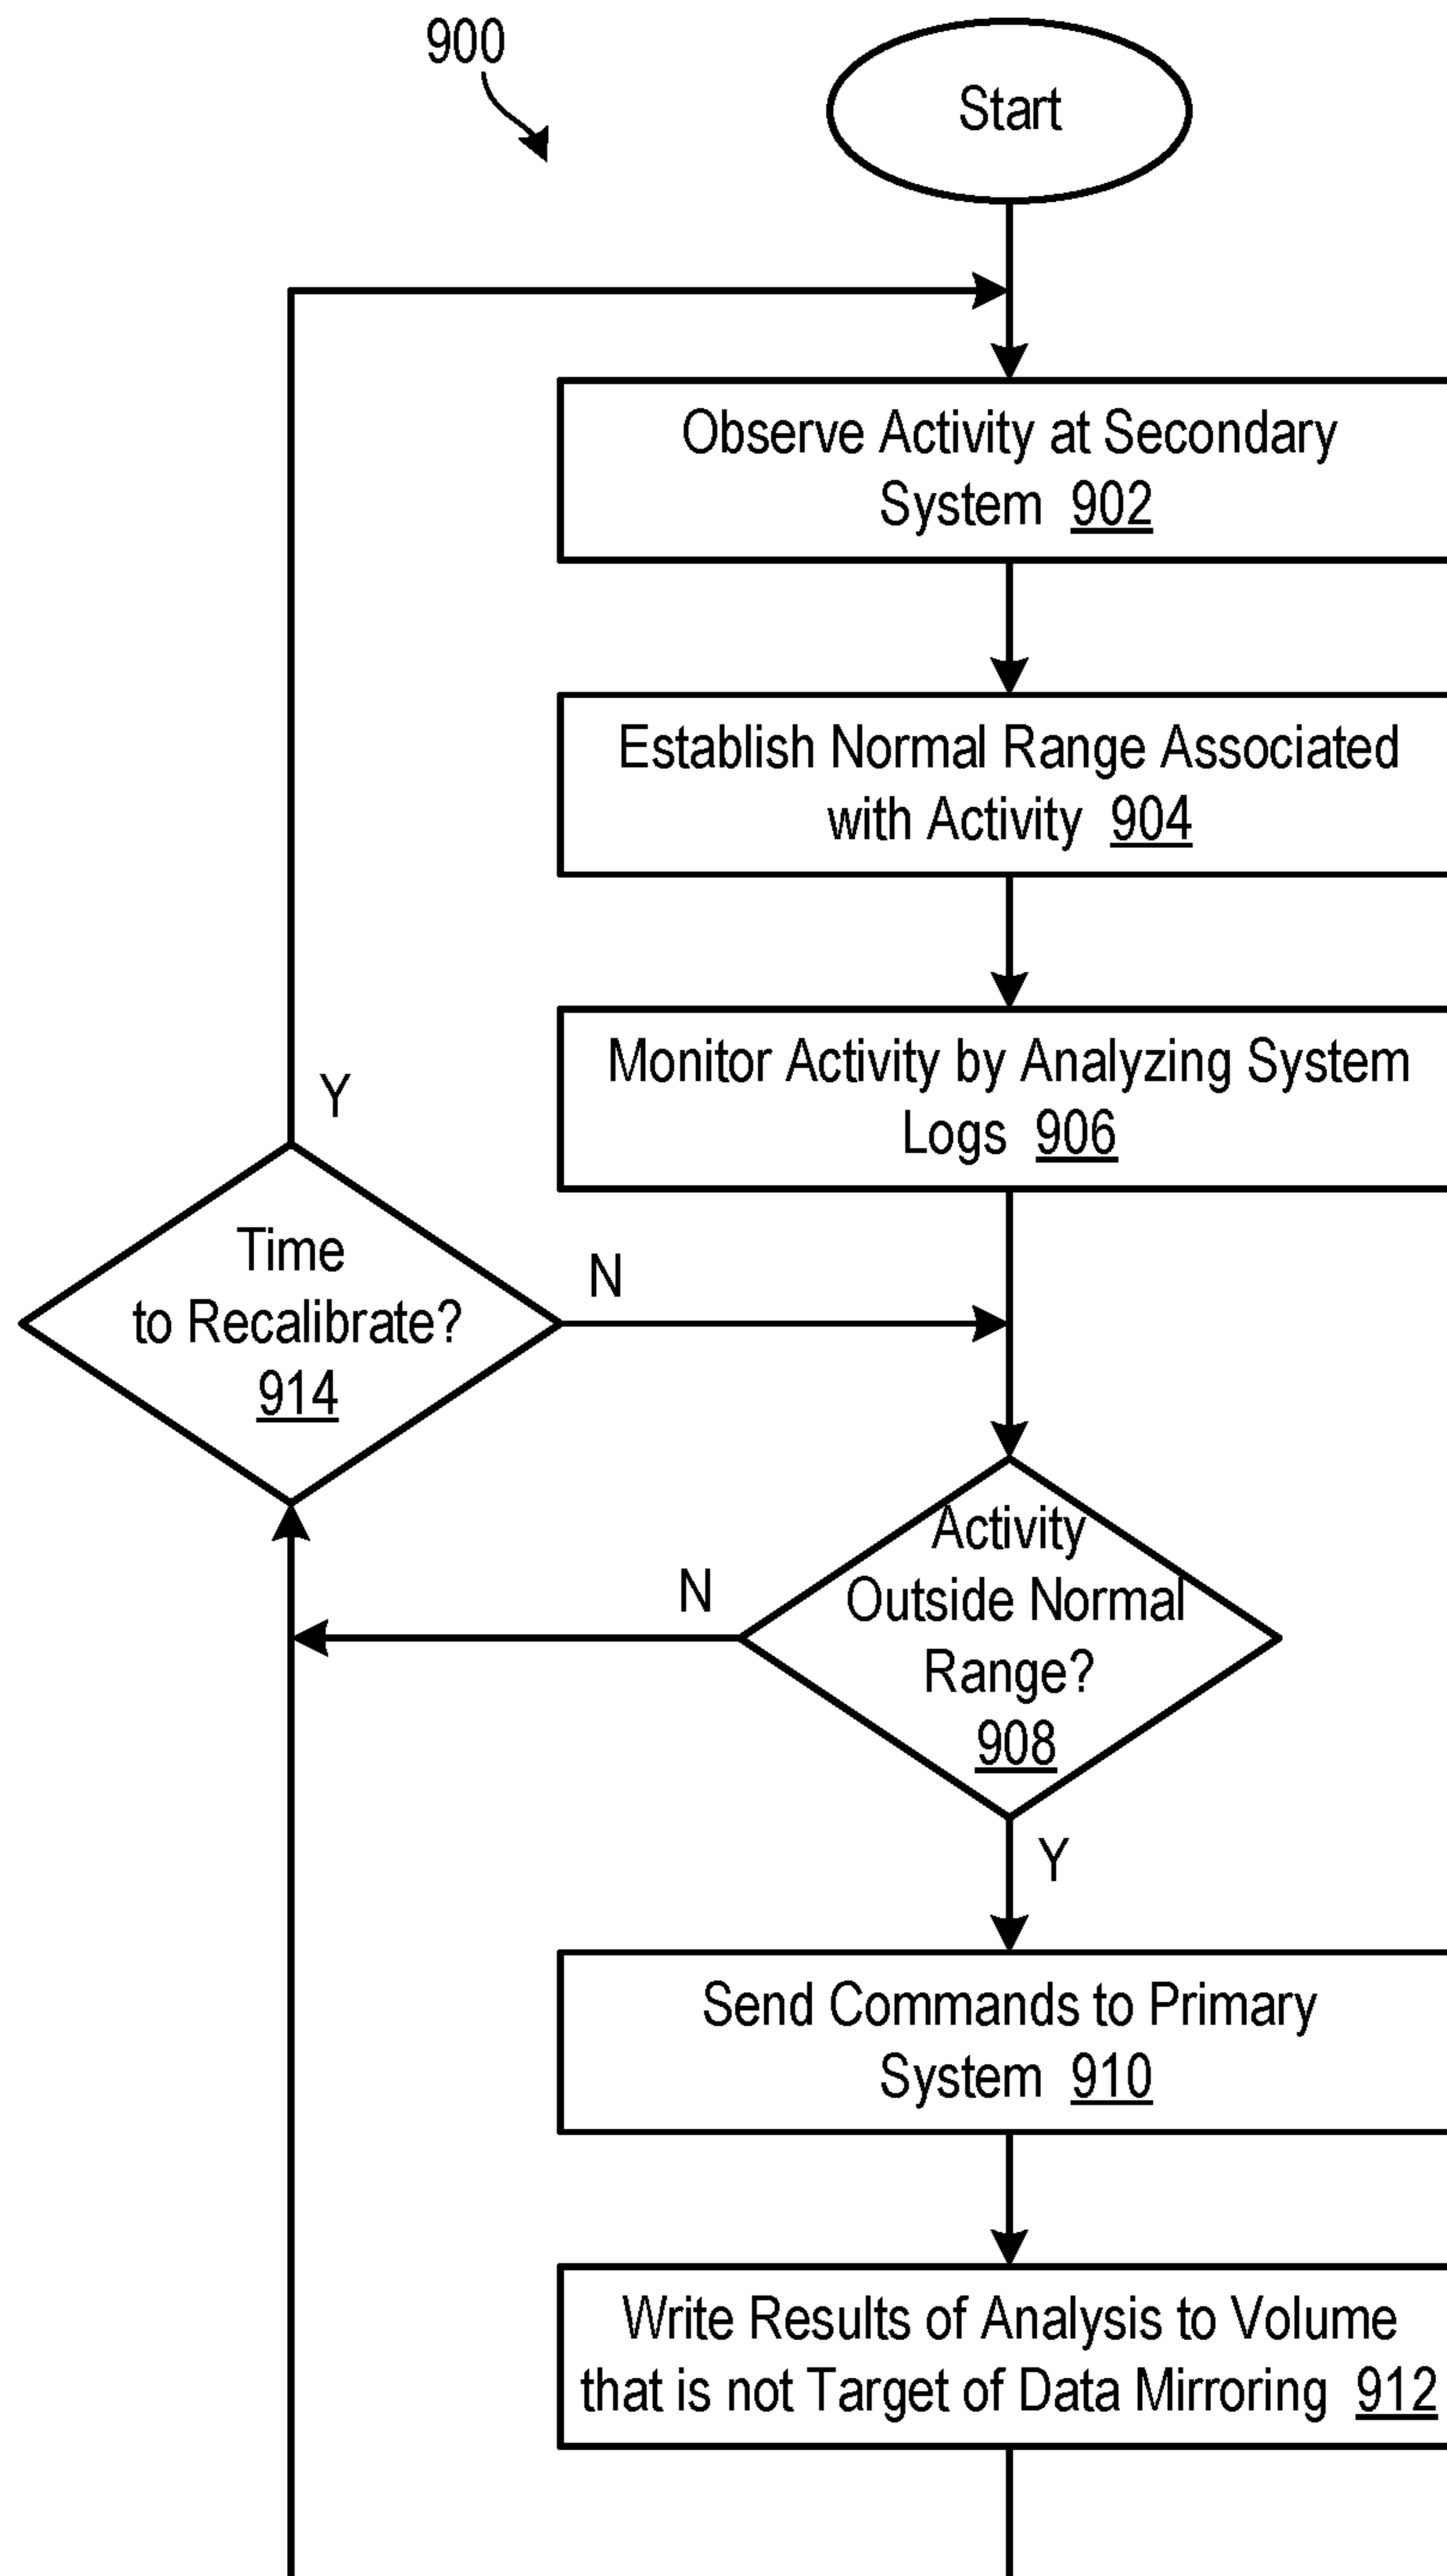 900
Start
Observe Activity at Secondary
System 902
Establish Normal Range Associated
with Activity 904
Monitor Activity by Analyzing System
Logs 906
Y
Time
to Recalibrate?
914
N
Activity
Outside Normal
Range?
908
N
Y
Send Commands to Primary
System 910
Write Results of Analysis to Volume
that is not Target of Data Mirroring 912